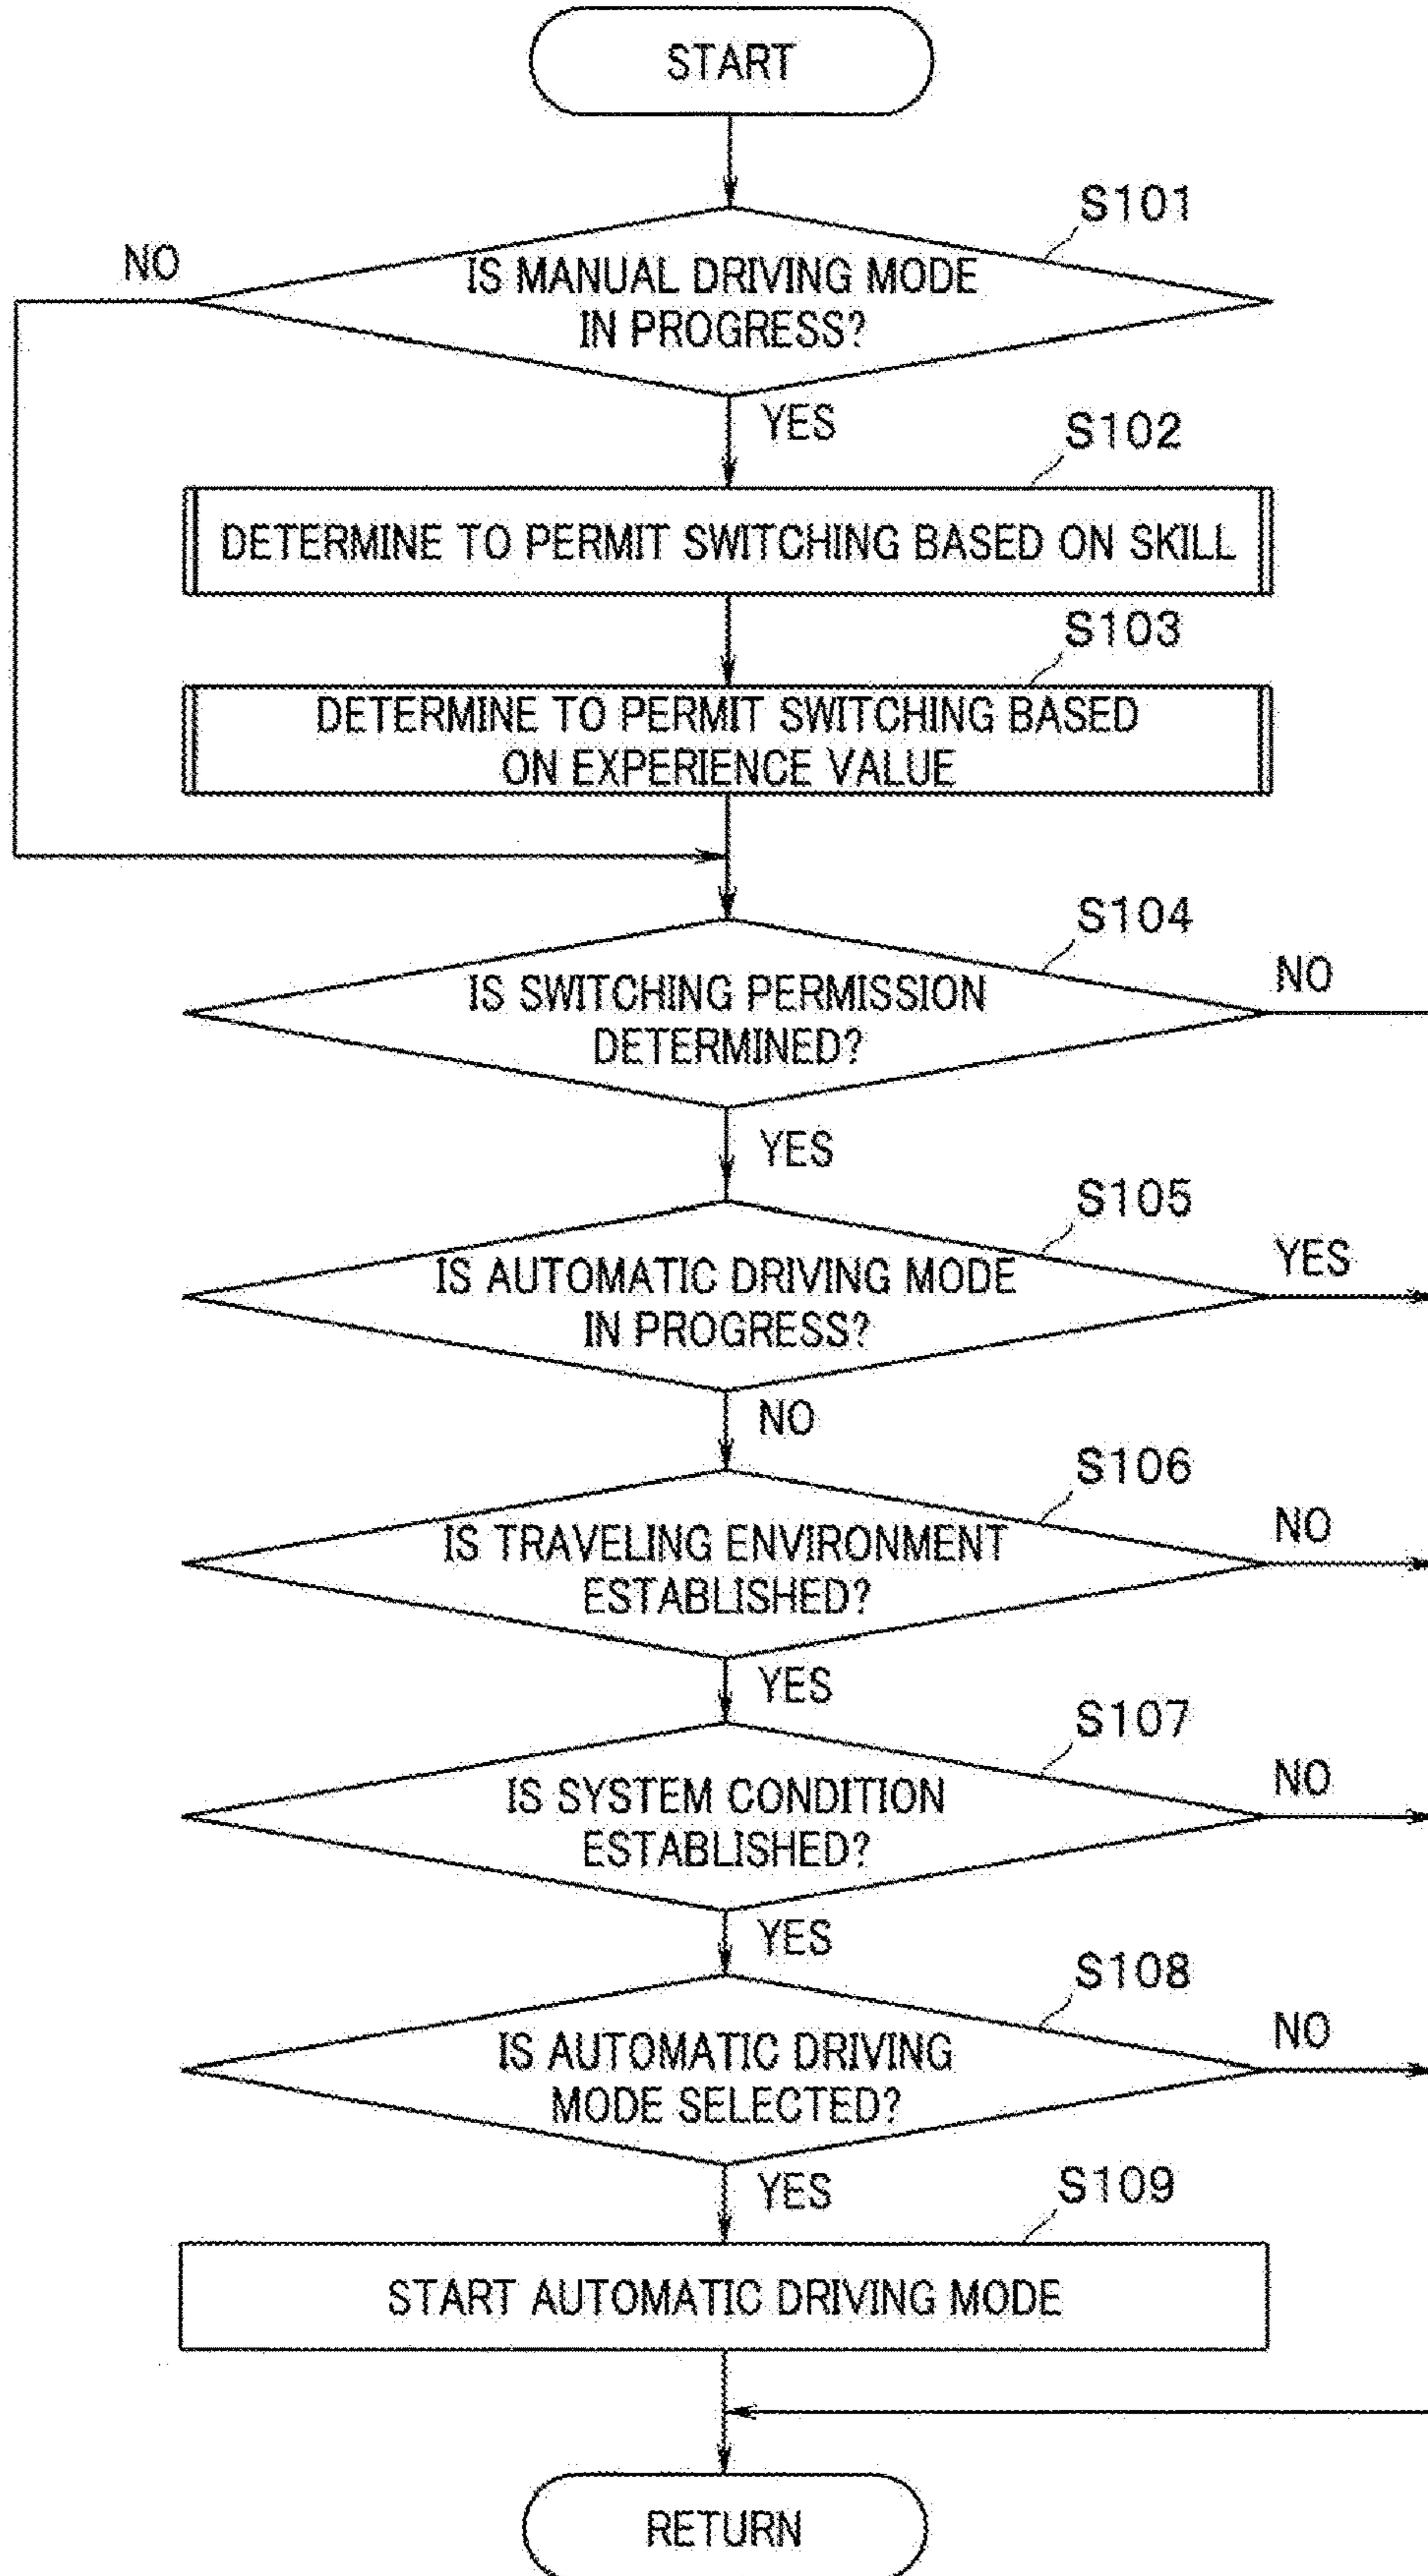 START
S101
NO
IS MANUAL DRIVING MODE
IN PROGRESS?
YES
S102
DETERMINE TO PERMIT SWITCHING BASED ON SKILL
S103
DETERMINE TO PERMIT SWITCHING BASED
ON EXPERIENCE VALUE
S104
NO
IS SWITCHING PERMISSION
DETERMINED?
YES
S105
YES
IS AUTOMATIC DRIVING MODE
IN PROGRESS?
NO
S106
NO
IS TRAVELING ENVIRONMENT
ESTABLISHED?
YES
S107
NO
IS SYSTEM CONDITION
ESTABLISHED?
YES
S108
NO
IS AUTOMATIC DRIVING
MODE SELECTED?
YES
S109
START AUTOMATIC DRIVING MODE
RETURN